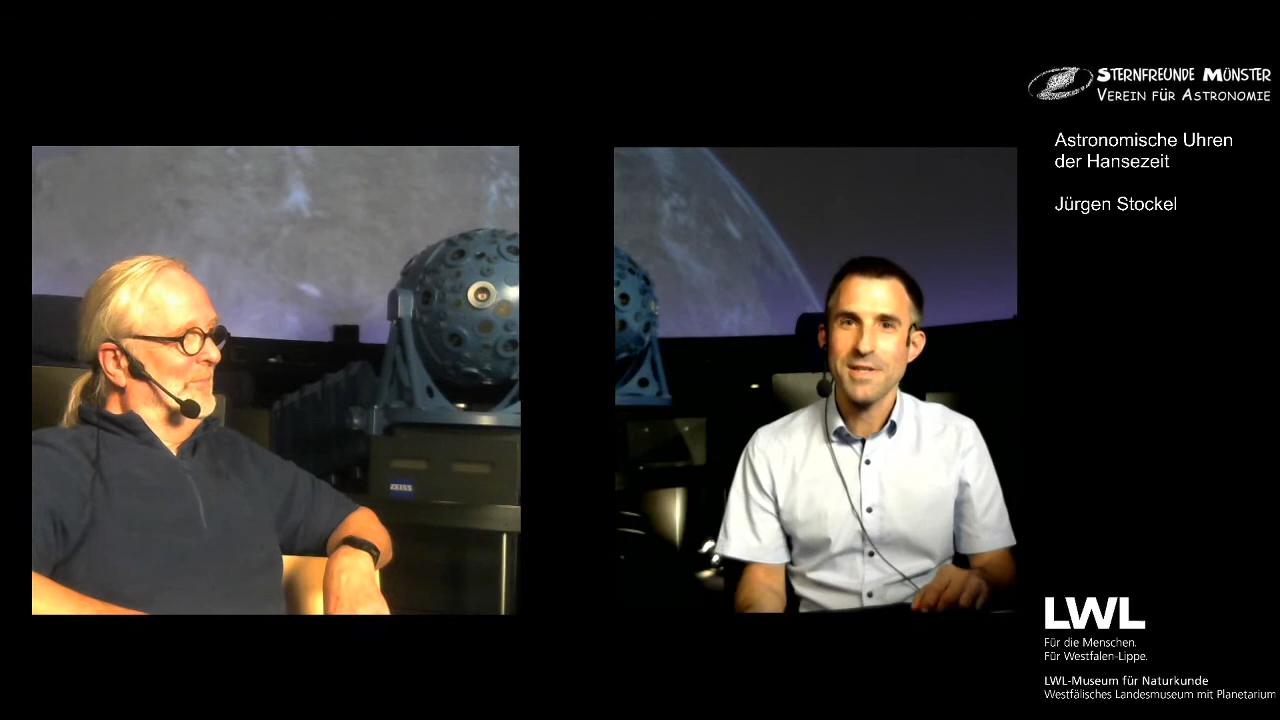 STERNFREUNDE MÜNSTER
VEREIN FÜR ASTRONOMIE
Astronomische Uhren
der Hansezeit
Jürgen Stockel
ZEISS
LWL
Für die Menschen.
Für Westfalen-Lippe.
LWL-Museum für Naturkunde
Westfälisches Landesmuseum mit Planetarium